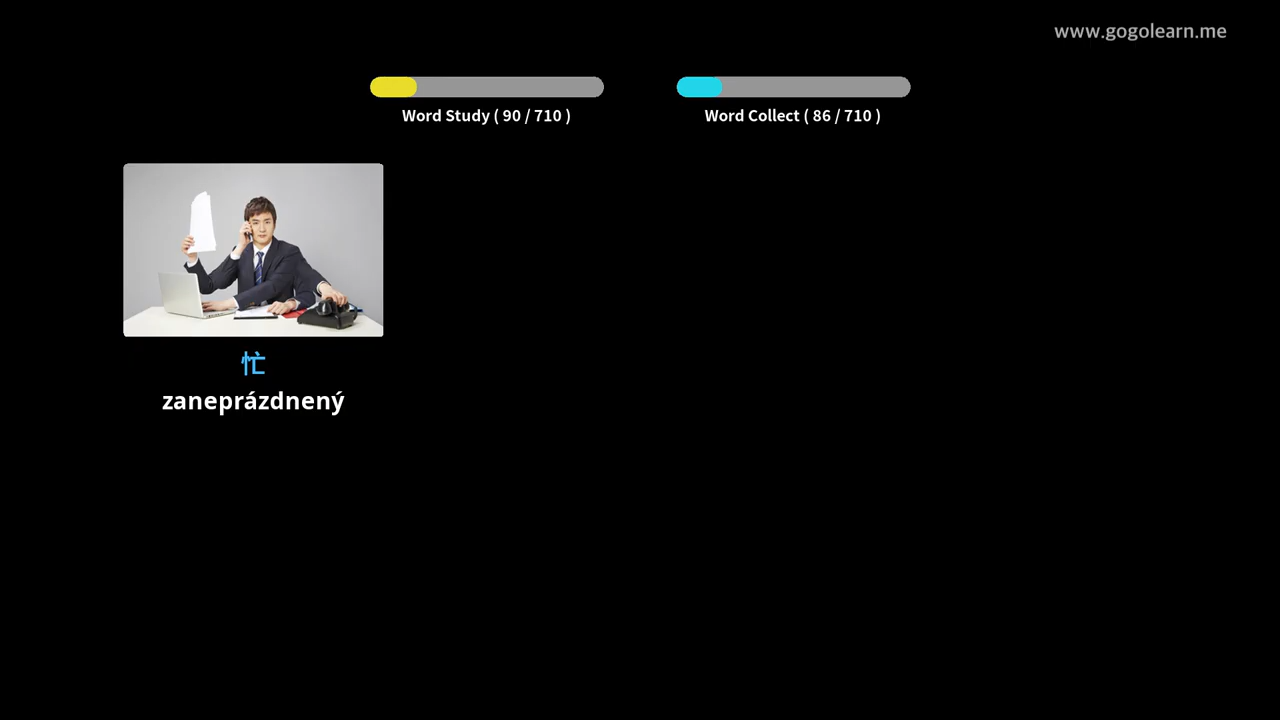 www.gogolearn.me
Word Study ( 90 / 710 )
Word Collect ( 86 / 710 )
忙
zaneprázdnený